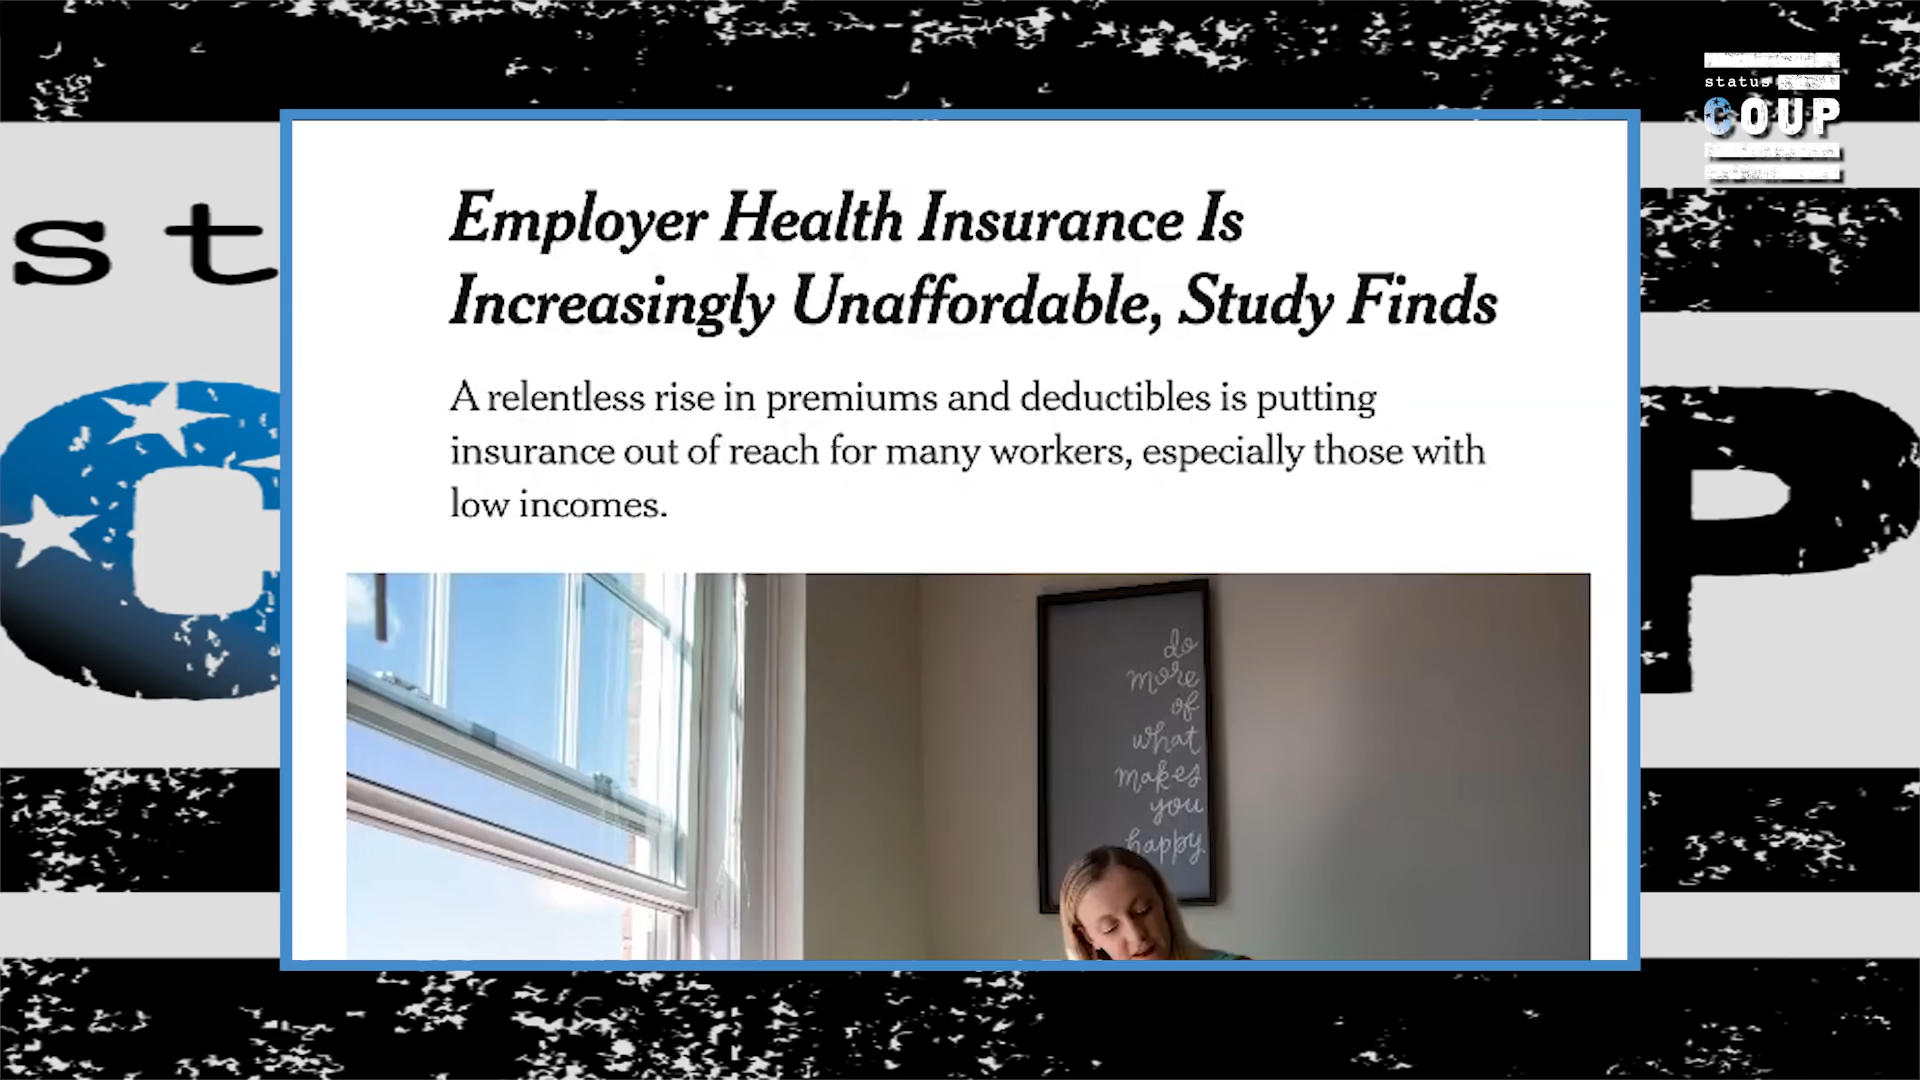 status
COUP
st
C
P
Employer Health Insurance Is
Increasingly Unaffordable, Study Finds
A relentless rise in premiums and deductibles is putting
insurance out of reach for many workers, especially those with
low incomes.
do
more
of
what
makes
you
happy